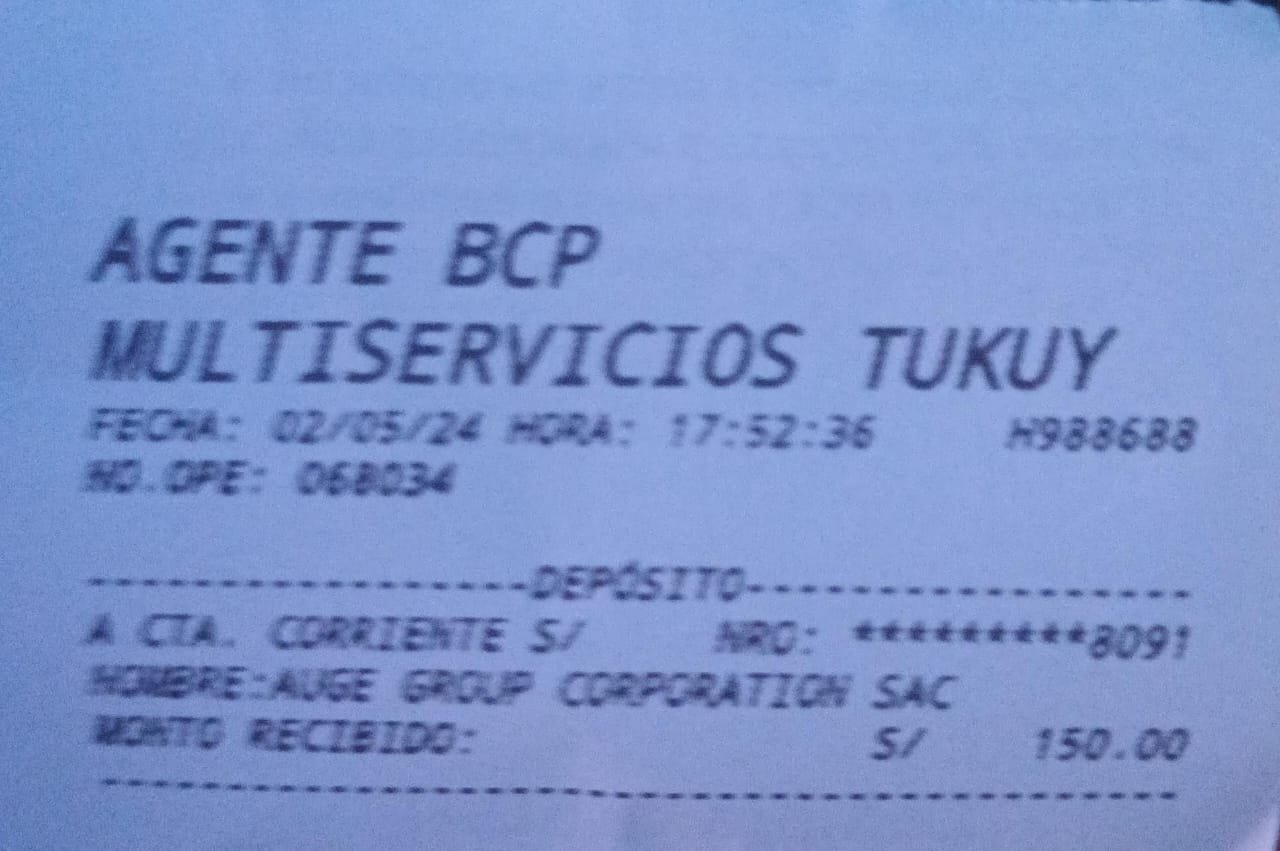 AGENTE BCP
MULTISERVICIOS TUKUY
FECHA: 02/05/24 HORA: 17:52:36 H988688
NO.OPE: 068034
------------------DEPÓSITO------------------
A CTA. CORRIENTE S/ NRO: *********8091
NOMBRE:AUGE GROUP CORPORATION SAC
MONTO RECIBIDO: S/ 150.00